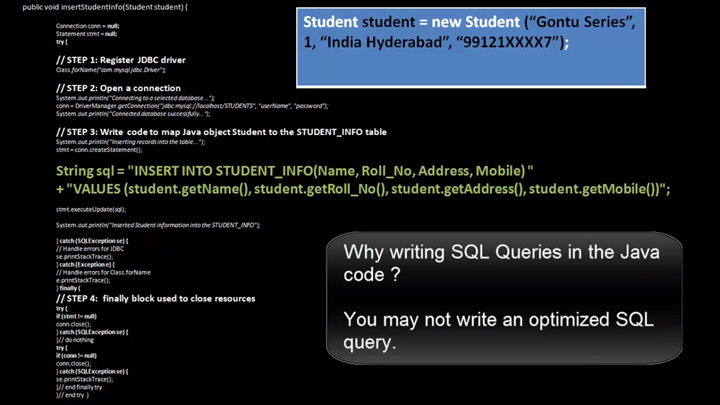 public void insertStudentInfo(Student student) {
Connection conn = null;
Statement stmt = null;
try {
// STEP 1: Register JDBC driver
Class.forName("com.mysql.jdbc.Driver");
// STEP 2: Open a connection
System.out.println("Connecting to a selected database...");
conn = DriverManager.getConnection("jdbc:mysql://localhost/STUDENTS", "userName", "password");
System.out.println("Connected database successfully...");
// STEP 3: Write code to map Java object Student to the STUDENT_INFO table
System.out.println("Inserting records into the table...");
stmt = conn.createStatement();
String sql = "INSERT INTO STUDENT_INFO(Name, Roll_No, Address, Mobile) "
+ "VALUES (student.getName(), student.getRoll_No(), student.getAddress(), student.getMobile())";
stmt.executeUpdate(sql);
System.out.println("Inserted Student information into the STUDENT_INFO");
} catch (SQLException se) {
// Handle errors for JDBC
se.printStackTrace();
} catch (Exception e) {
// Handle errors for Class.forName
e.printStackTrace();
} finally {
// STEP 4: finally block used to close resources
try {
if (stmt != null)
conn.close();
} catch (SQLException se) {
}// do nothing
try {
if (conn != null)
conn.close();
} catch (SQLException se) {
se.printStackTrace();
}// end finally try
}// end try }
Student student = new Student (“Gontu Series”,
1, “India Hyderabad”, “99121XXXX7”);
Why writing SQL Queries in the Java
code ?
You may not write an optimized SQL
query.